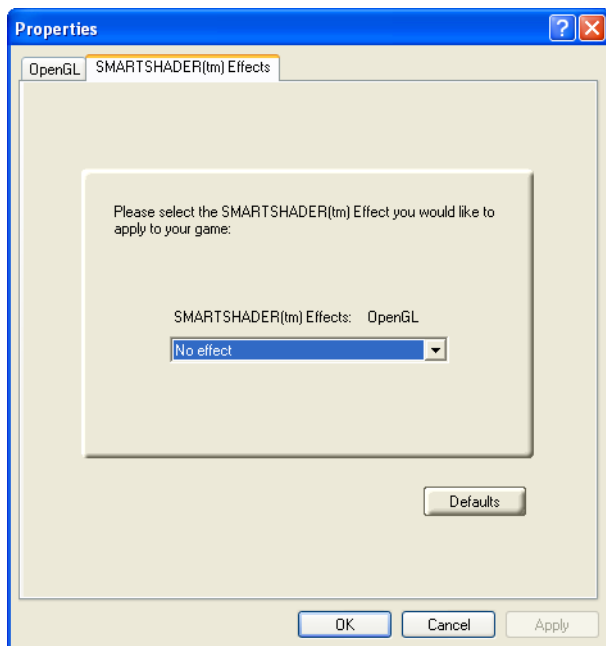 Properties
OpenGL
SMARTSHADER(tm) Effects
Please select the SMARTSHADER(tm) Effect you would like to
apply to your game:
SMARTSHADER(tm) Effects: OpenGL
No effect
Defaults
OK
Cancel
Apply